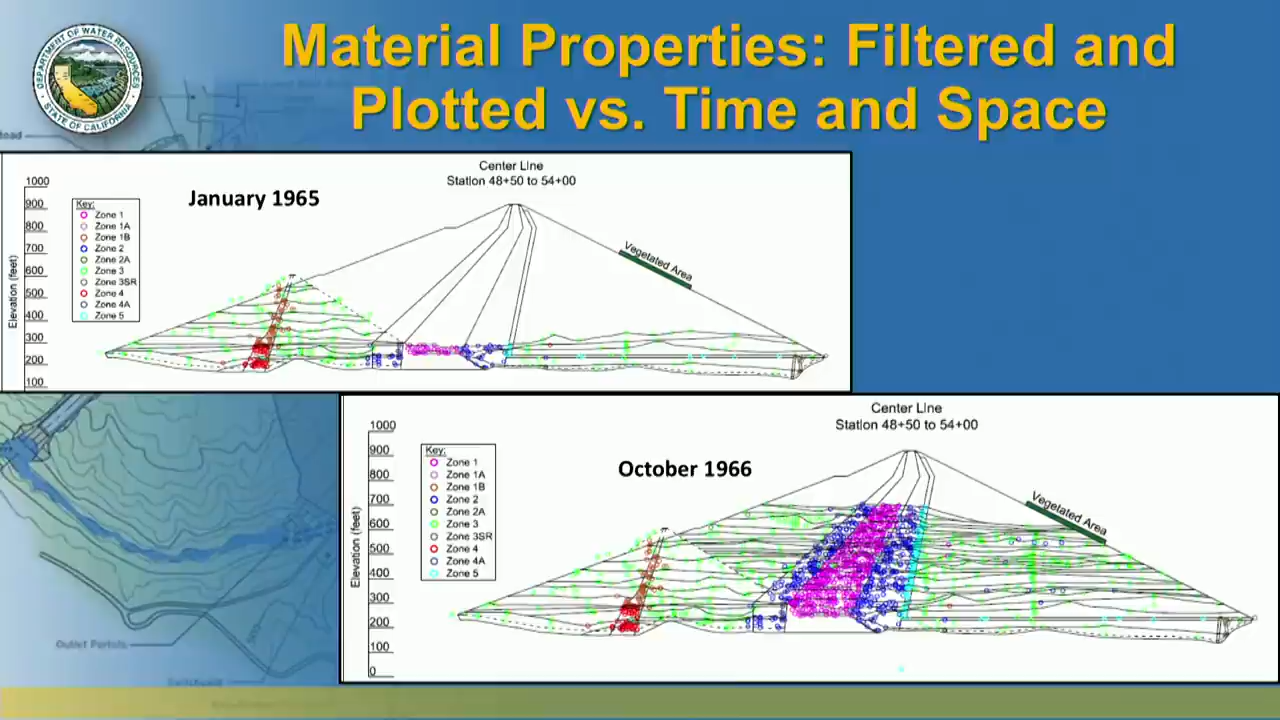 Material Properties: Filtered and
Plotted vs. Time and Space
DEPARTMENT OF WATER RESOURCES
STATE OF CALIFORNIA
Center Line
Station 48+50 to 54+00
January 1965
1000
900
800
700
600
500
400
300
200
100
Elevation (feet)
Key:
Zone 1
Zone 1A
Zone 1B
Zone 2
Zone 2A
Zone 3
Zone 3SR
Zone 4
Zone 4A
Zone 5
Vegetated Area
Center Line
Station 48+50 to 54+00
October 1966
1000
900
800
700
600
500
400
300
200
100
0
Elevation (feet)
Key:
Zone 1
Zone 1A
Zone 1B
Zone 2
Zone 2A
Zone 3
Zone 3SR
Zone 4
Zone 4A
Zone 5
Vegetated Area
Outlet Portals